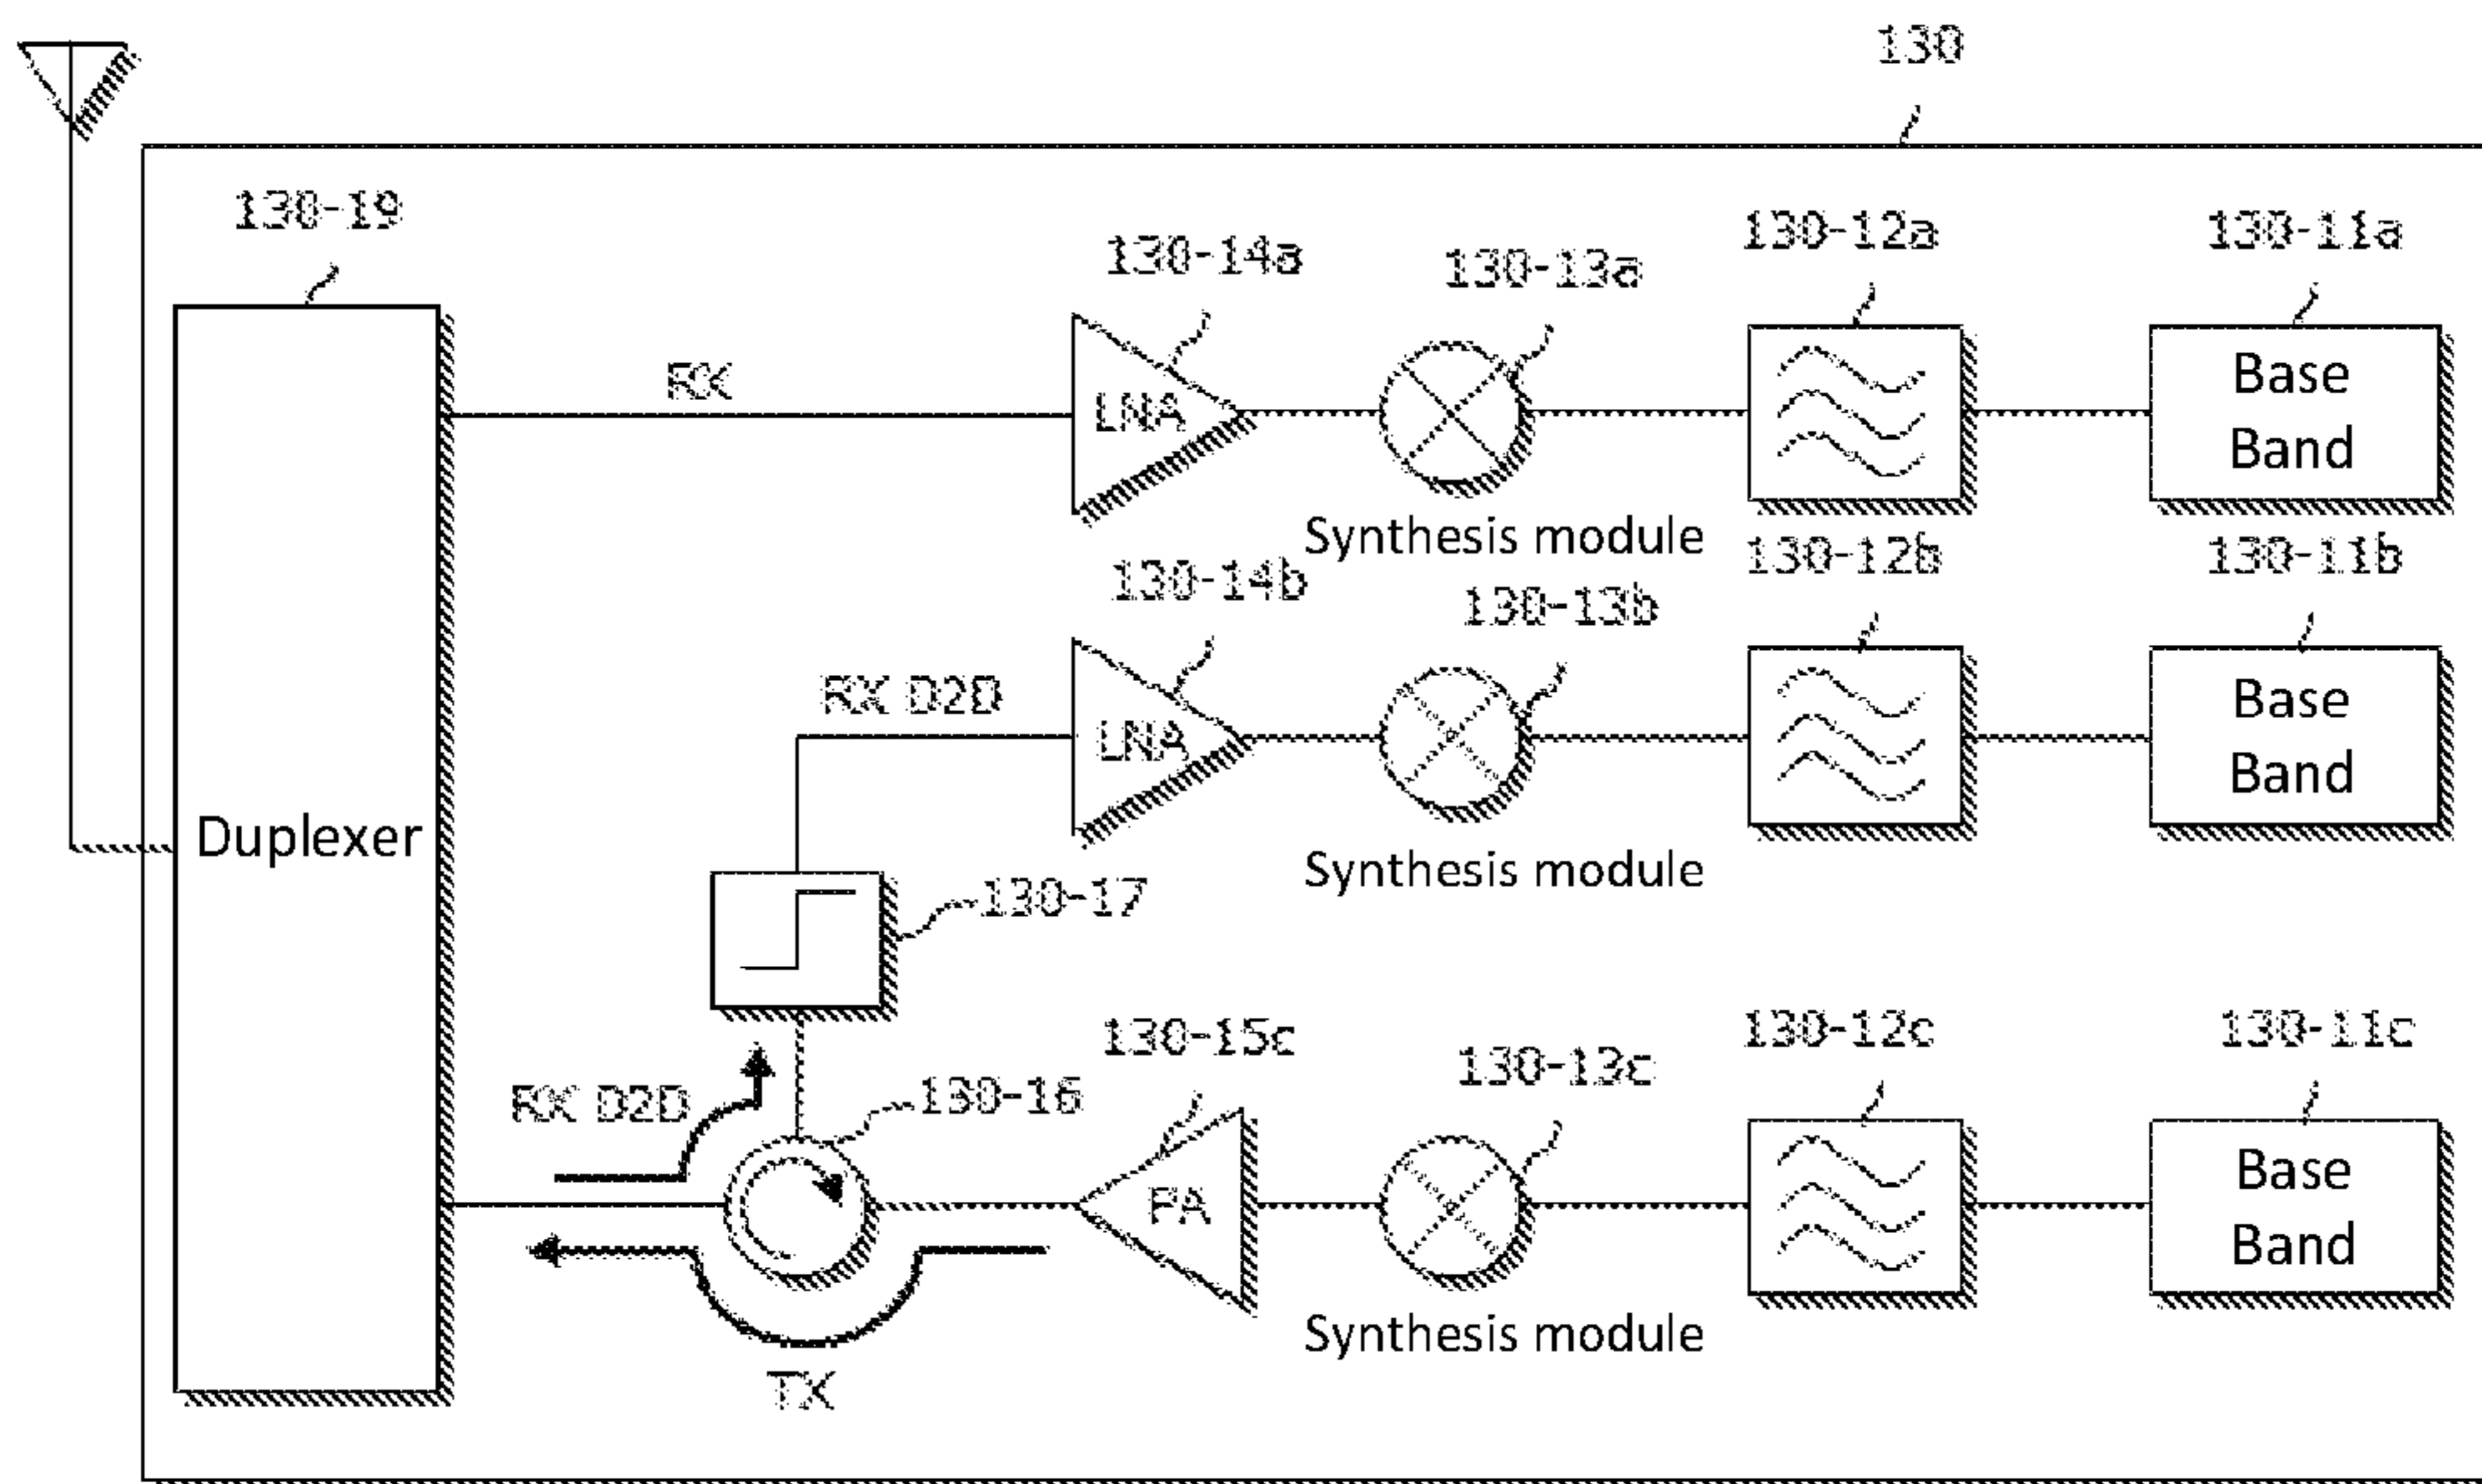 130
130-19
130-14a
130-13a
130-12a
130-11a
RX
LNA
Base
Band
Synthesis module
130-14b
130-13b
130-12b
130-11b
RX D2D
LNA
Base
Band
Synthesis module
Duplexer
130-17
130-15c
130-13c
130-12c
130-11c
RX D2D
130-16
PA
Base
Band
Synthesis module
TX